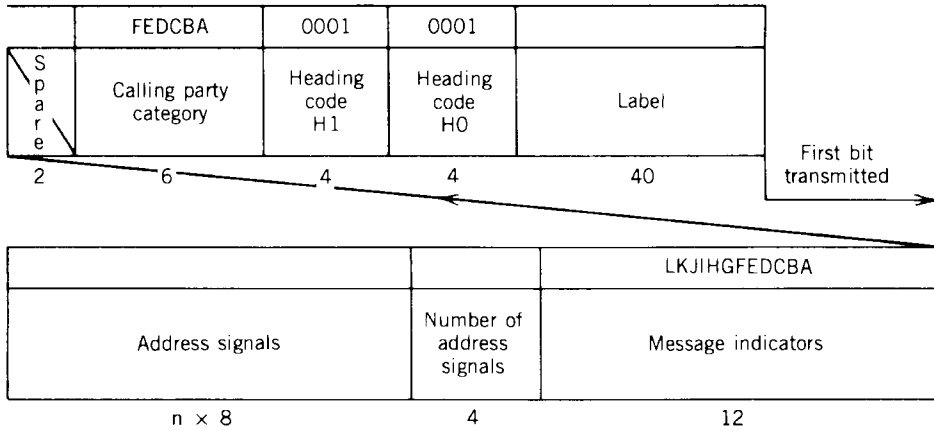 FEDCBA 0001 0001
Spare
Calling party
category
Heading
code
H1
Heading
code
H0
Label
2 6 4 4 40
First bit
transmitted
LKJIHGFEDCBA
Address signals
Number of
address
signals
Message indicators
n × 8 4 12